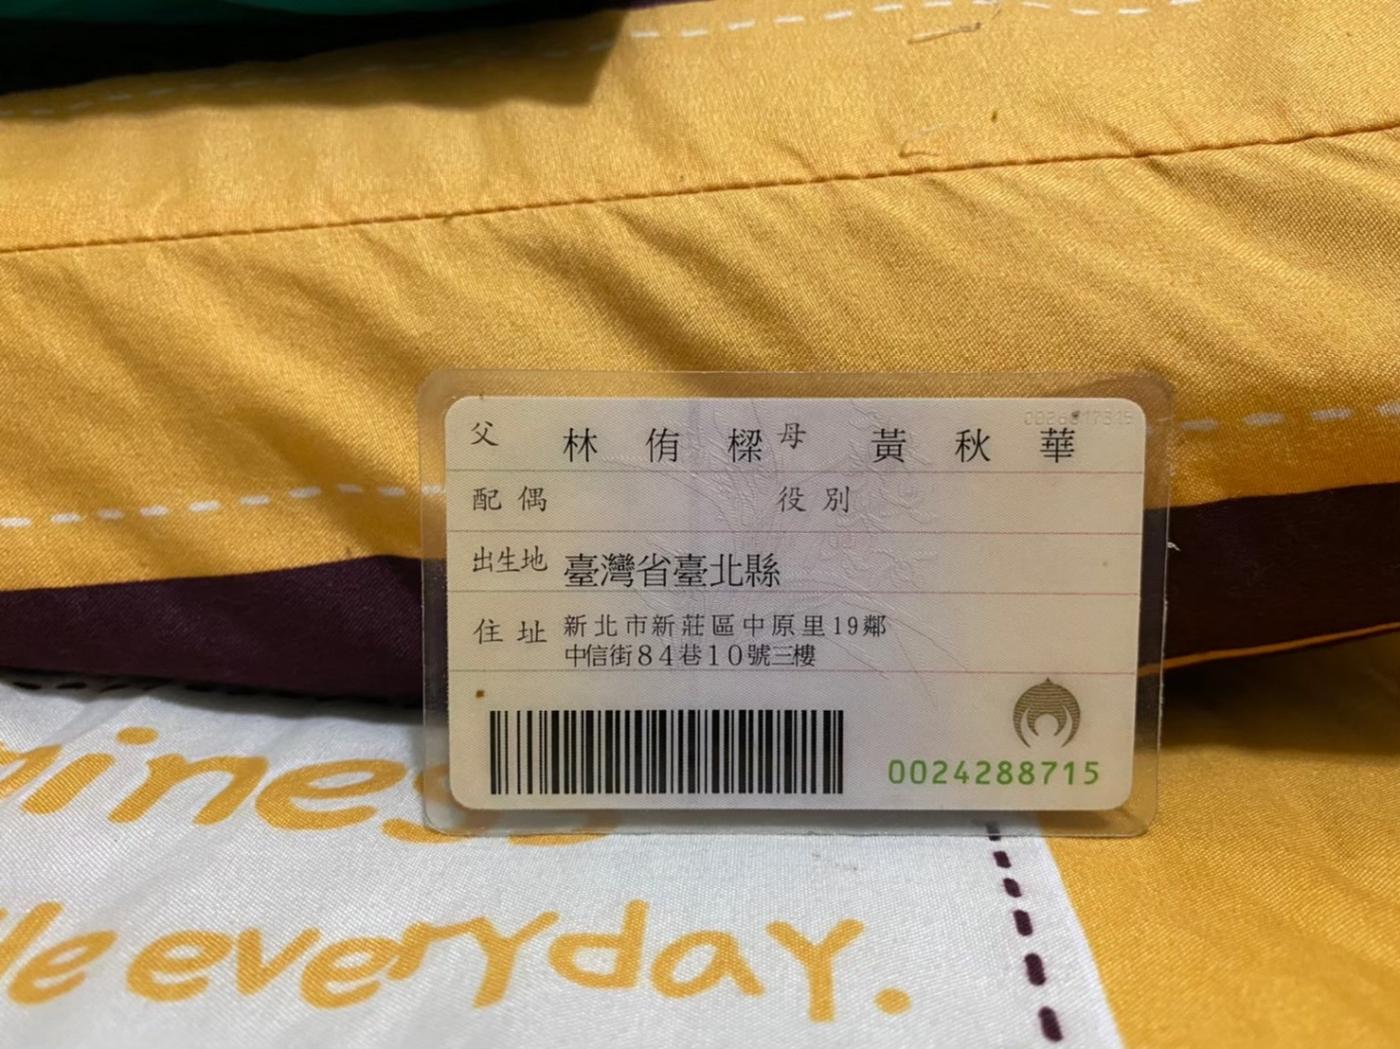 父 林侑樑 母 黃秋華
配偶 役別
出生地 臺灣省臺北縣
住址 新北市新莊區中原里19鄰
中信街84巷10號三樓
0024288715
everyday.